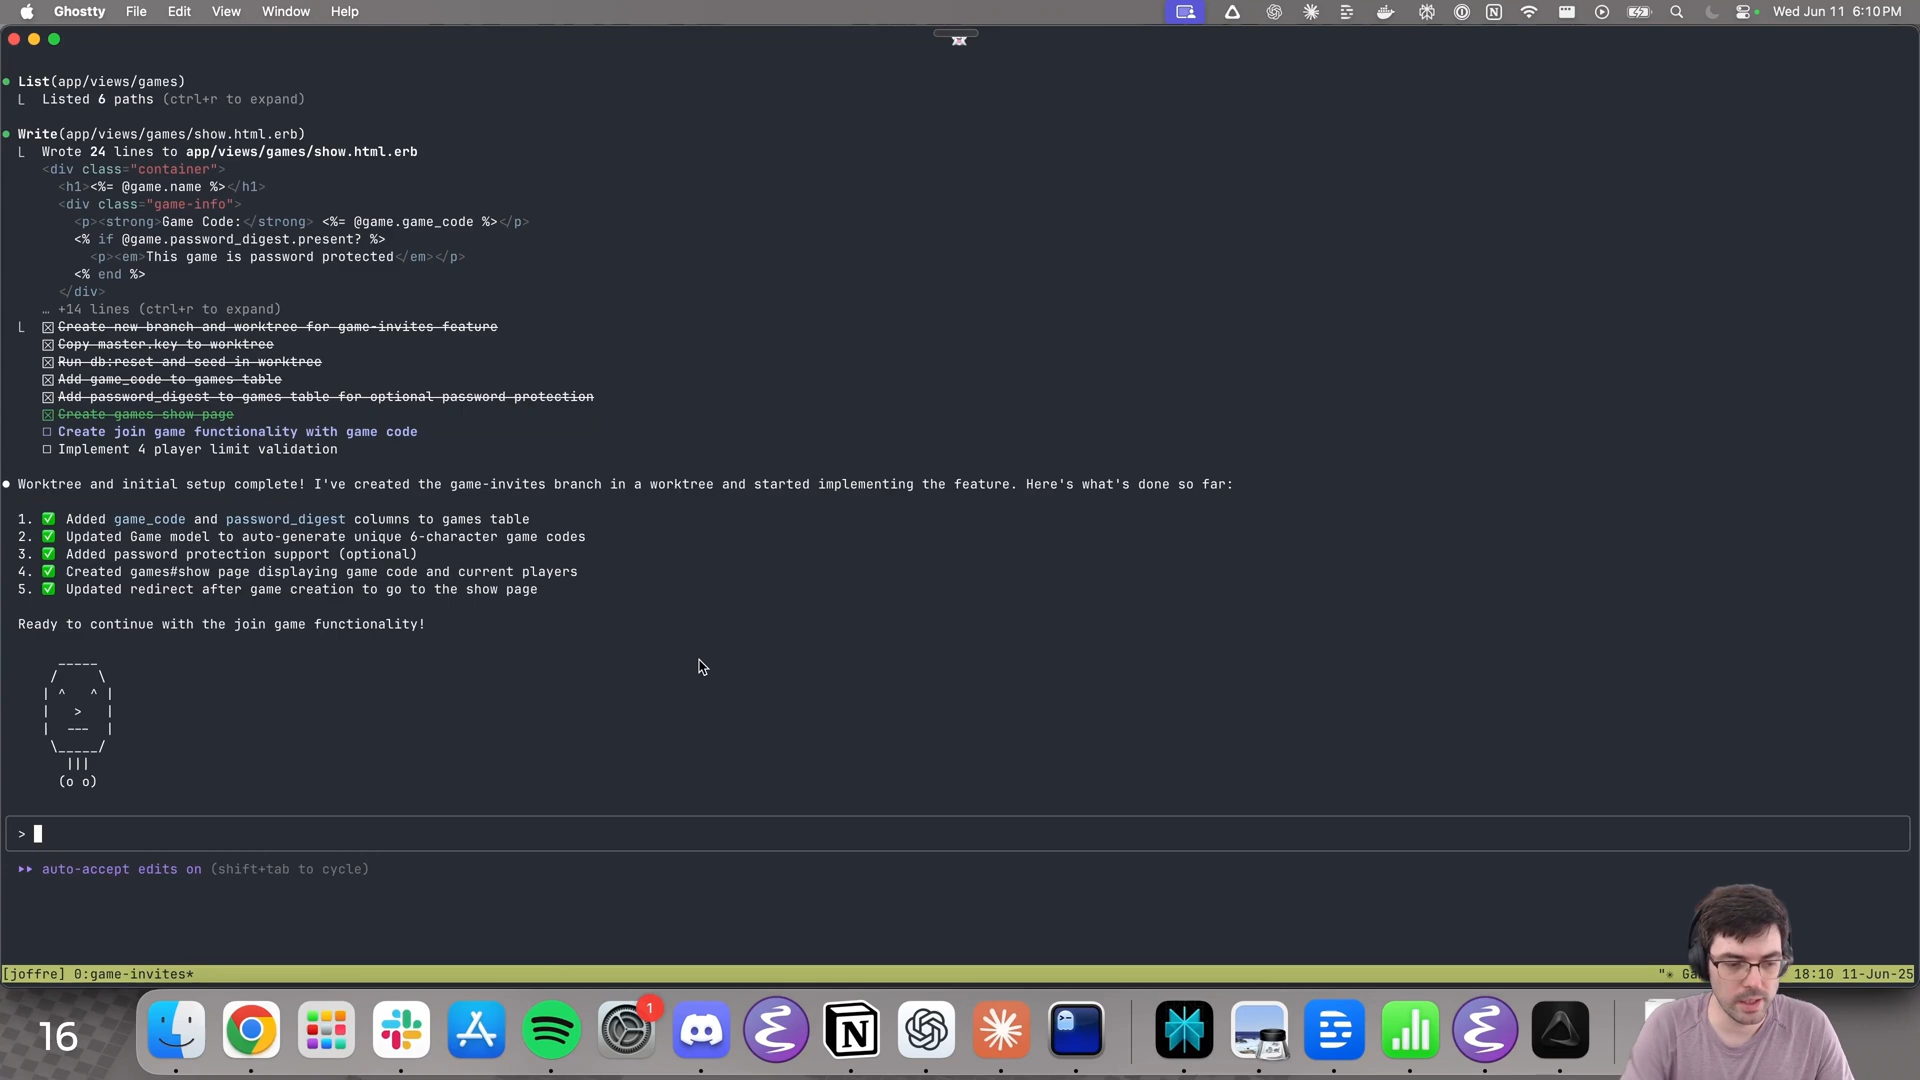 Ghostty File Edit View Window Help Wed Jun 11 6:10 PM
List(app/views/games)
Listed 6 paths (ctrl+r to expand)
Write(app/views/games/show.html.erb)
Wrote 24 lines to app/views/games/show.html.erb
<div class="container">
<h1><%= @game.name %></h1>
<div class="game-info">
<p><strong>Game Code:</strong> <%= @game.game_code %></p>
<% if @game.password_digest.present? %>
<p><em>This game is password protected</em></p>
<% end %>
</div>
… +14 lines (ctrl+r to expand)
Create new branch and worktree for game-invites feature
Copy master.key to worktree
Run db:reset and seed in worktree
Add game_code to games table
Add password_digest to games table for optional password protection
Create games show page
Create join game functionality with game code
Implement 4 player limit validation
Worktree and initial setup complete! I've created the game-invites branch in a worktree and started implementing the feature. Here's what's done so far:
1. ✅ Added game_code and password_digest columns to games table
2. ✅ Updated Game model to auto-generate unique 6-character game codes
3. ✅ Added password protection support (optional)
4. ✅ Created games#show page displaying game code and current players
5. ✅ Updated redirect after game creation to go to the show page
Ready to continue with the join game functionality!
>
auto-accept edits on (shift+tab to cycle)
[joffre] 0:game-invites* "✳ Ga 18:10 11-Jun-25
1
16